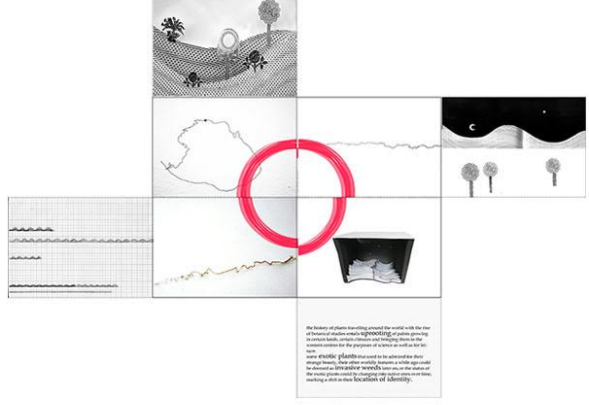 the history of plants travelling around the world with the rise
of botanical studies entails uprooting of palms growing
in certain lands, certain climates and bringing them to the
western centres for the purposes of science as well as for lei-
sure.
some exotic plants that used to be admired for their
strange beauty, their other worldly features a while ago could
be deemed as invasive weeds later on, or the status of
the exotic plants could be changing into native ones over time,
marking a shift in their location of identity.